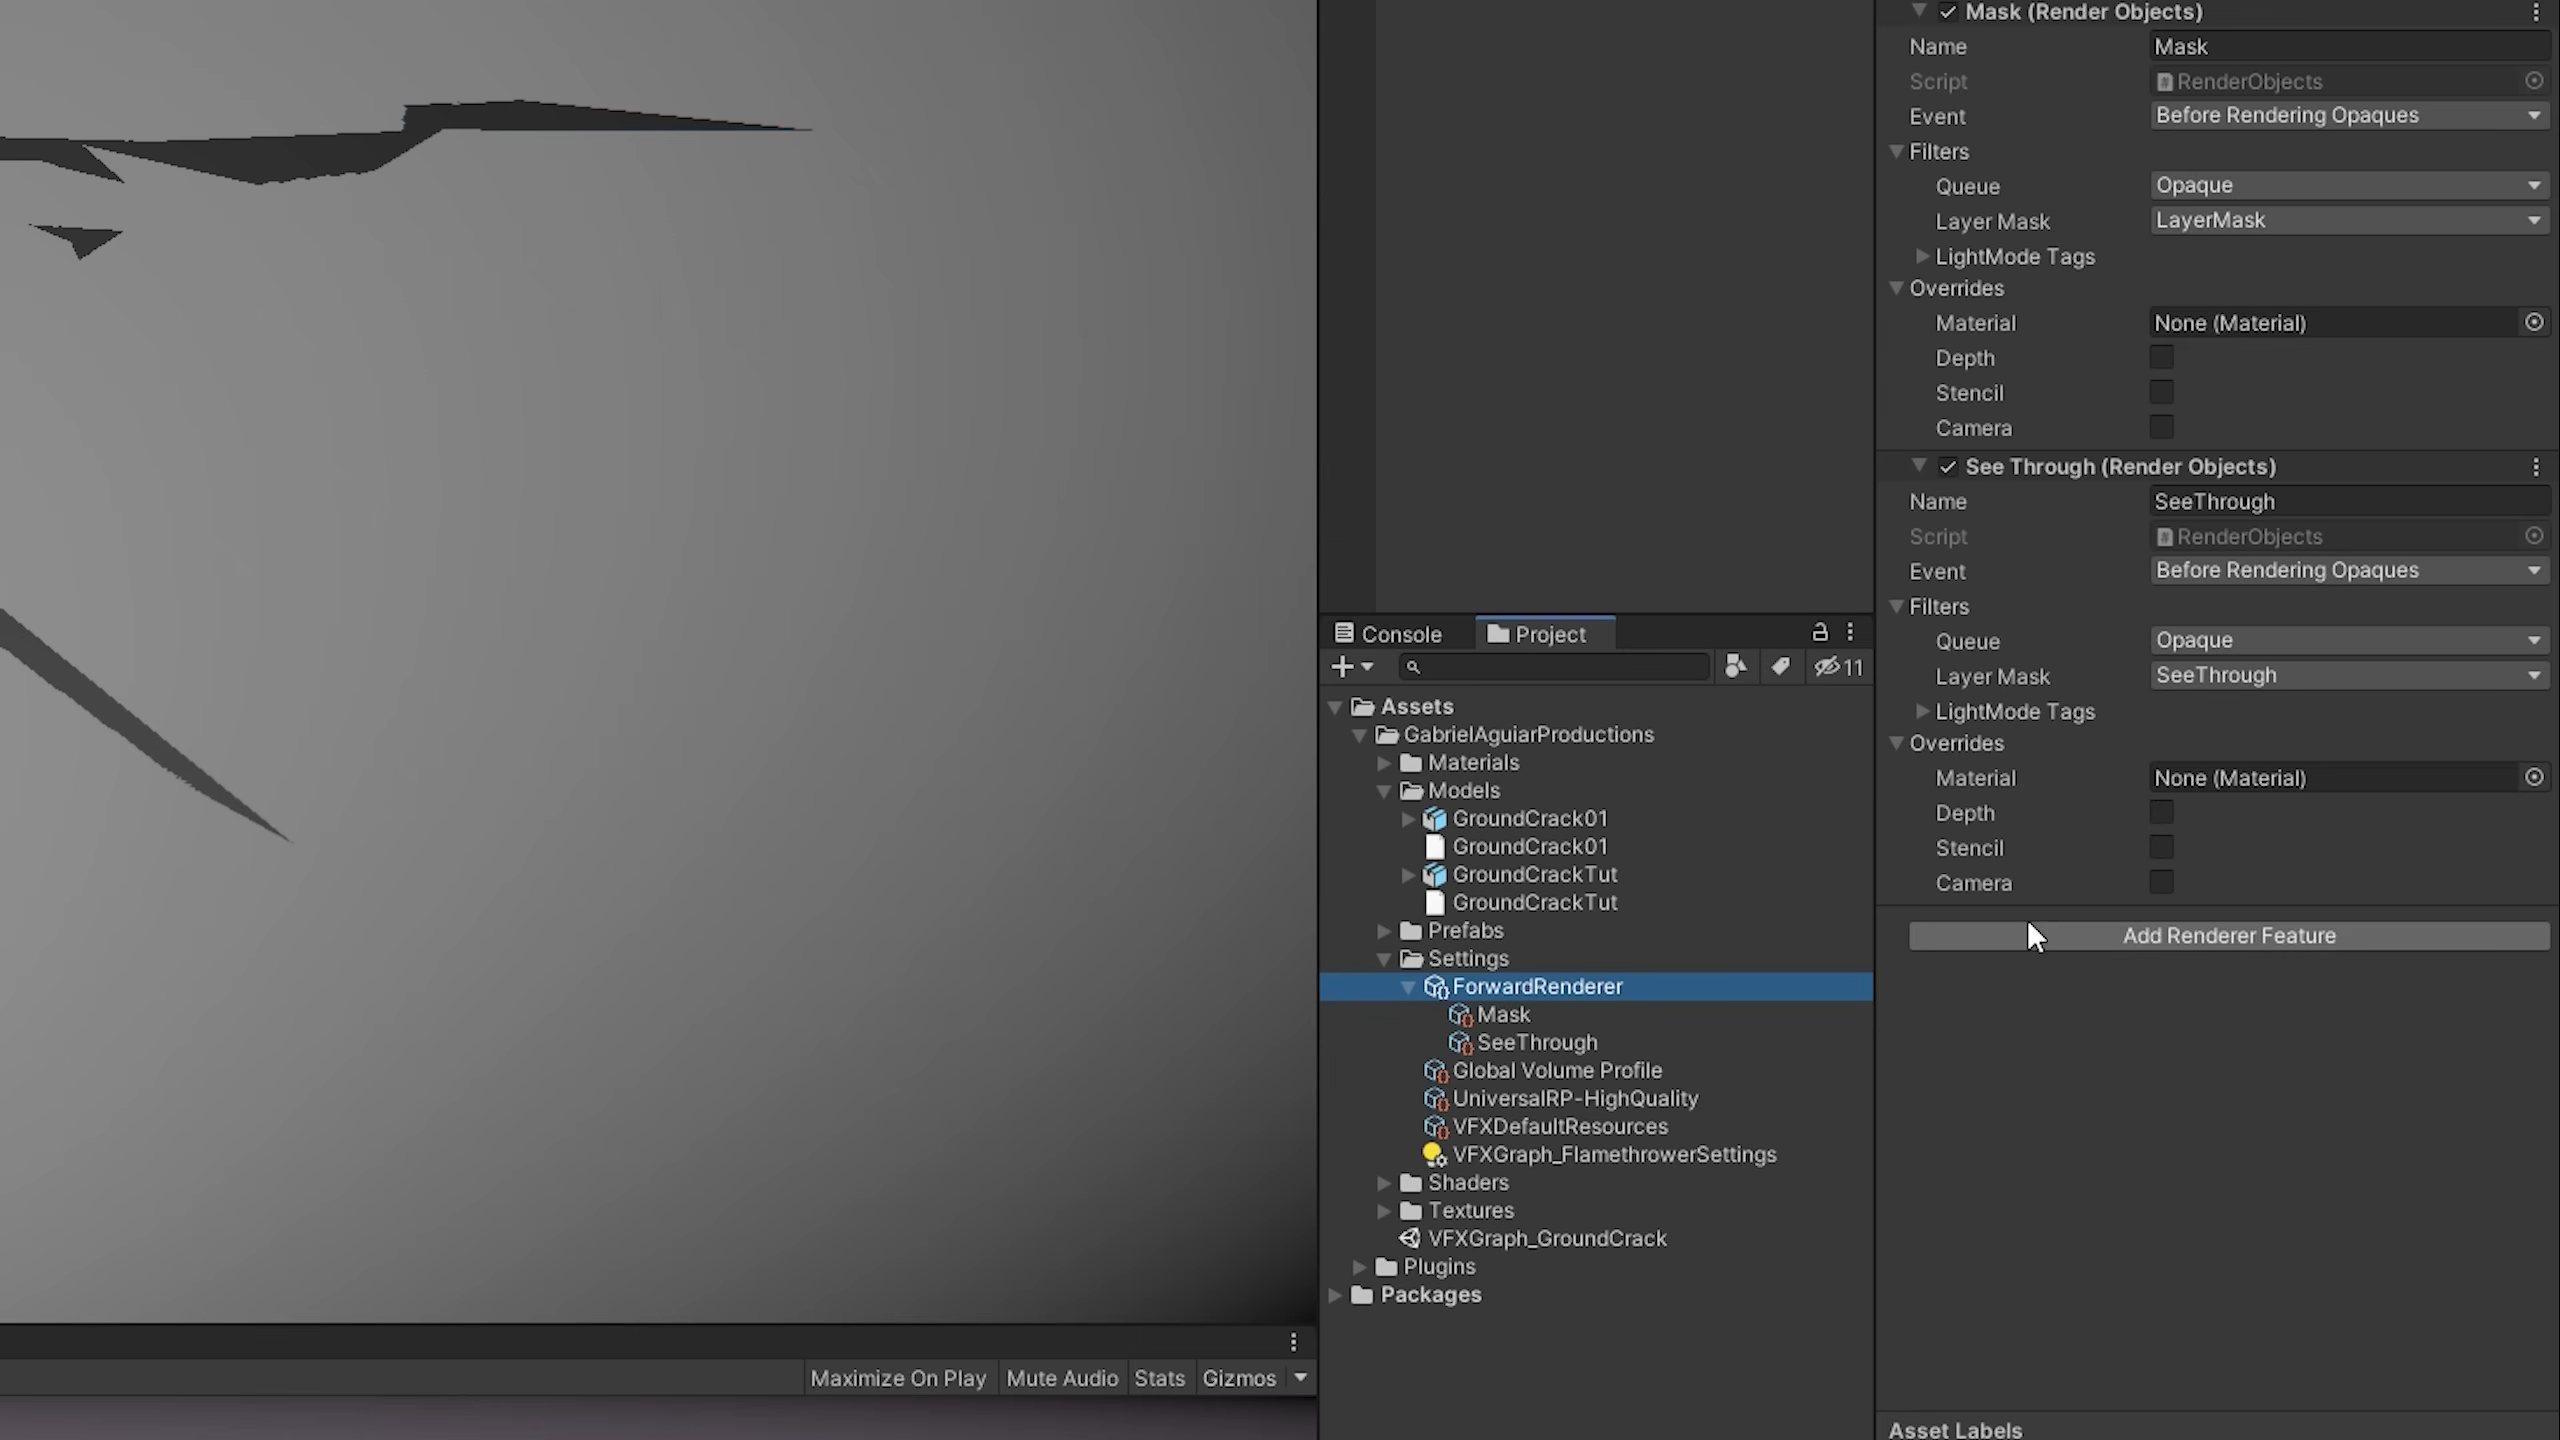 Mask (Render Objects)
Name Mask
Script RenderObjects
Event Before Rendering Opaques
Filters
Queue Opaque
Layer Mask LayerMask
LightMode Tags
Overrides
Material None (Material)
Depth
Stencil
Camera
See Through (Render Objects)
Name SeeThrough
Script RenderObjects
Event Before Rendering Opaques
Filters
Queue Opaque
Layer Mask SeeThrough
LightMode Tags
Overrides
Material None (Material)
Depth
Stencil
Camera
Add Renderer Feature
Asset Labels
Console Project
11
Assets
GabrielAguiarProductions
Materials
Models
GroundCrack01
GroundCrack01
GroundCrackTut
GroundCrackTut
Prefabs
Settings
ForwardRenderer
Mask
SeeThrough
Global Volume Profile
UniversalRP-HighQuality
VFXDefaultResources
VFXGraph_FlamethrowerSettings
Shaders
Textures
VFXGraph_GroundCrack
Plugins
Packages
Maximize On Play Mute Audio Stats Gizmos